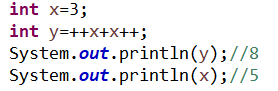 int x=3;
int y=++x+x++;
System.out.println(y);//8
System.out.println(x);//5